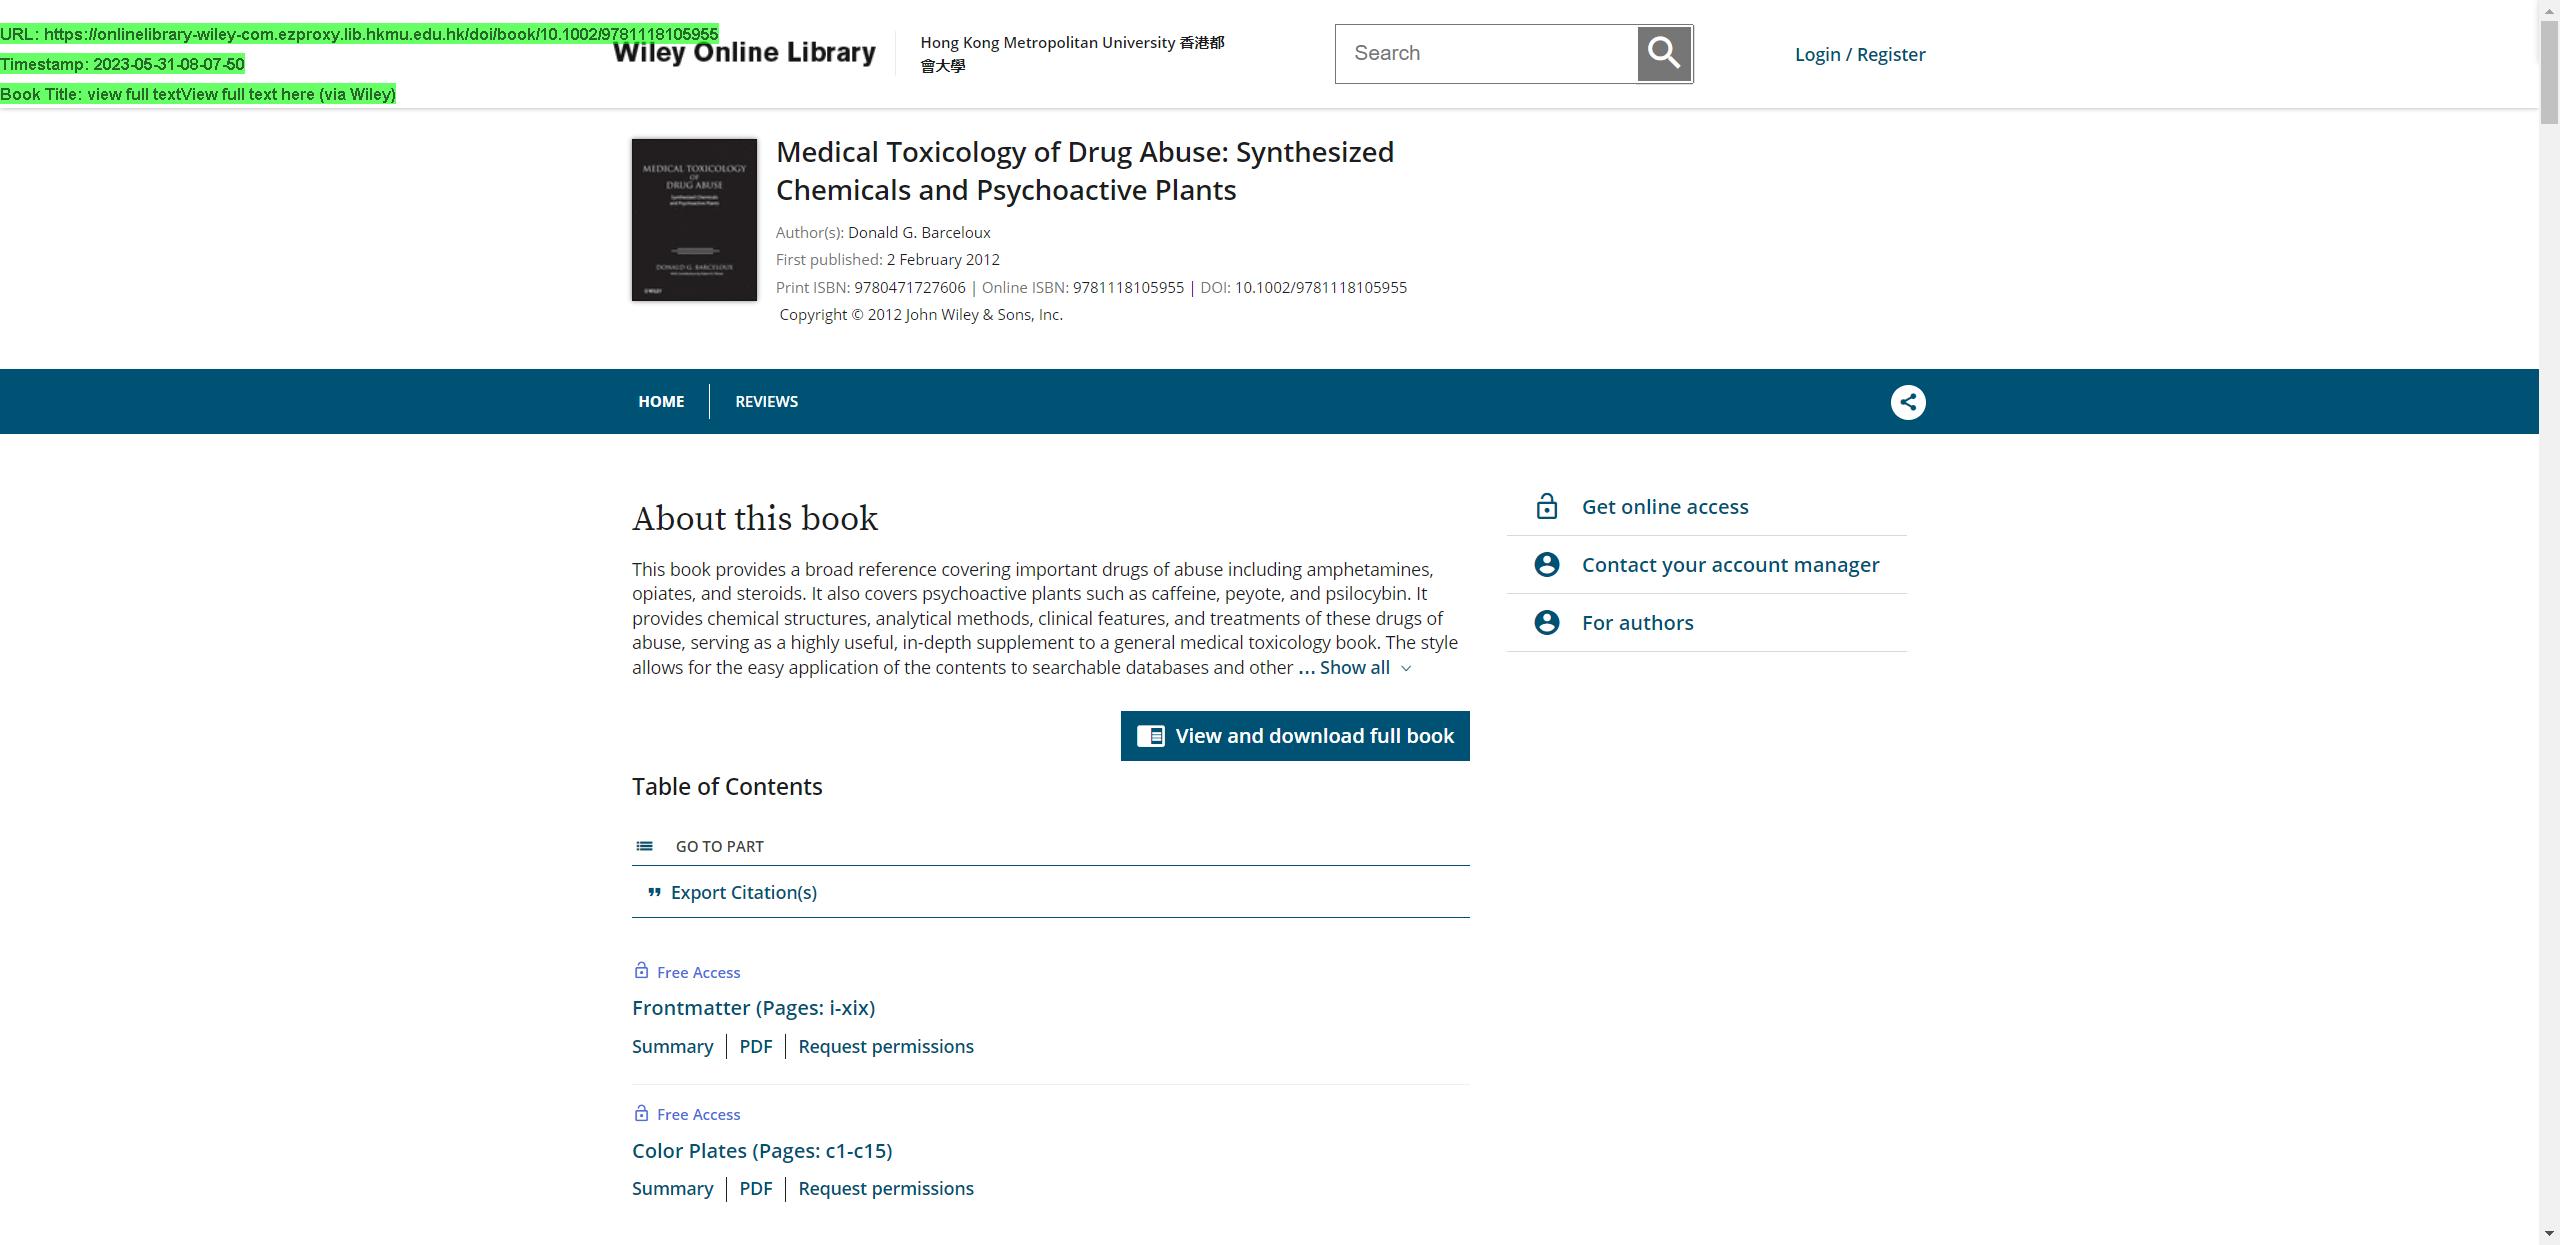 URL: https://onlinelibrary-wiley-com.ezproxy.lib.hkmu.edu.hk/doi/book/10.1002/9781118105955
Timestamp: 2023-05-31-08-07-50
Book Title: view full textView full text here (via Wiley)
Wiley Online Library
Hong Kong Metropolitan University 香港都
會大學
Search
Login / Register
MEDICAL TOXICOLOGY
OF
DRUG ABUSE
Synthesized Chemicals
and Psychoactive Plants
DONALD G. BARCELOUX
WILEY
Medical Toxicology of Drug Abuse: Synthesized
Chemicals and Psychoactive Plants
Author(s): Donald G. Barceloux
First published: 2 February 2012
Print ISBN: 9780471727606 | Online ISBN: 9781118105955 | DOI: 10.1002/9781118105955
Copyright © 2012 John Wiley & Sons, Inc.
HOME
REVIEWS
About this book
This book provides a broad reference covering important drugs of abuse including amphetamines,
opiates, and steroids. It also covers psychoactive plants such as caffeine, peyote, and psilocybin. It
provides chemical structures, analytical methods, clinical features, and treatments of these drugs of
abuse, serving as a highly useful, in-depth supplement to a general medical toxicology book. The style
allows for the easy application of the contents to searchable databases and other ... Show all
Get online access
Contact your account manager
For authors
View and download full book
Table of Contents
GO TO PART
Export Citation(s)
Free Access
Frontmatter (Pages: i-xix)
Summary | PDF | Request permissions
Free Access
Color Plates (Pages: c1-c15)
Summary | PDF | Request permissions